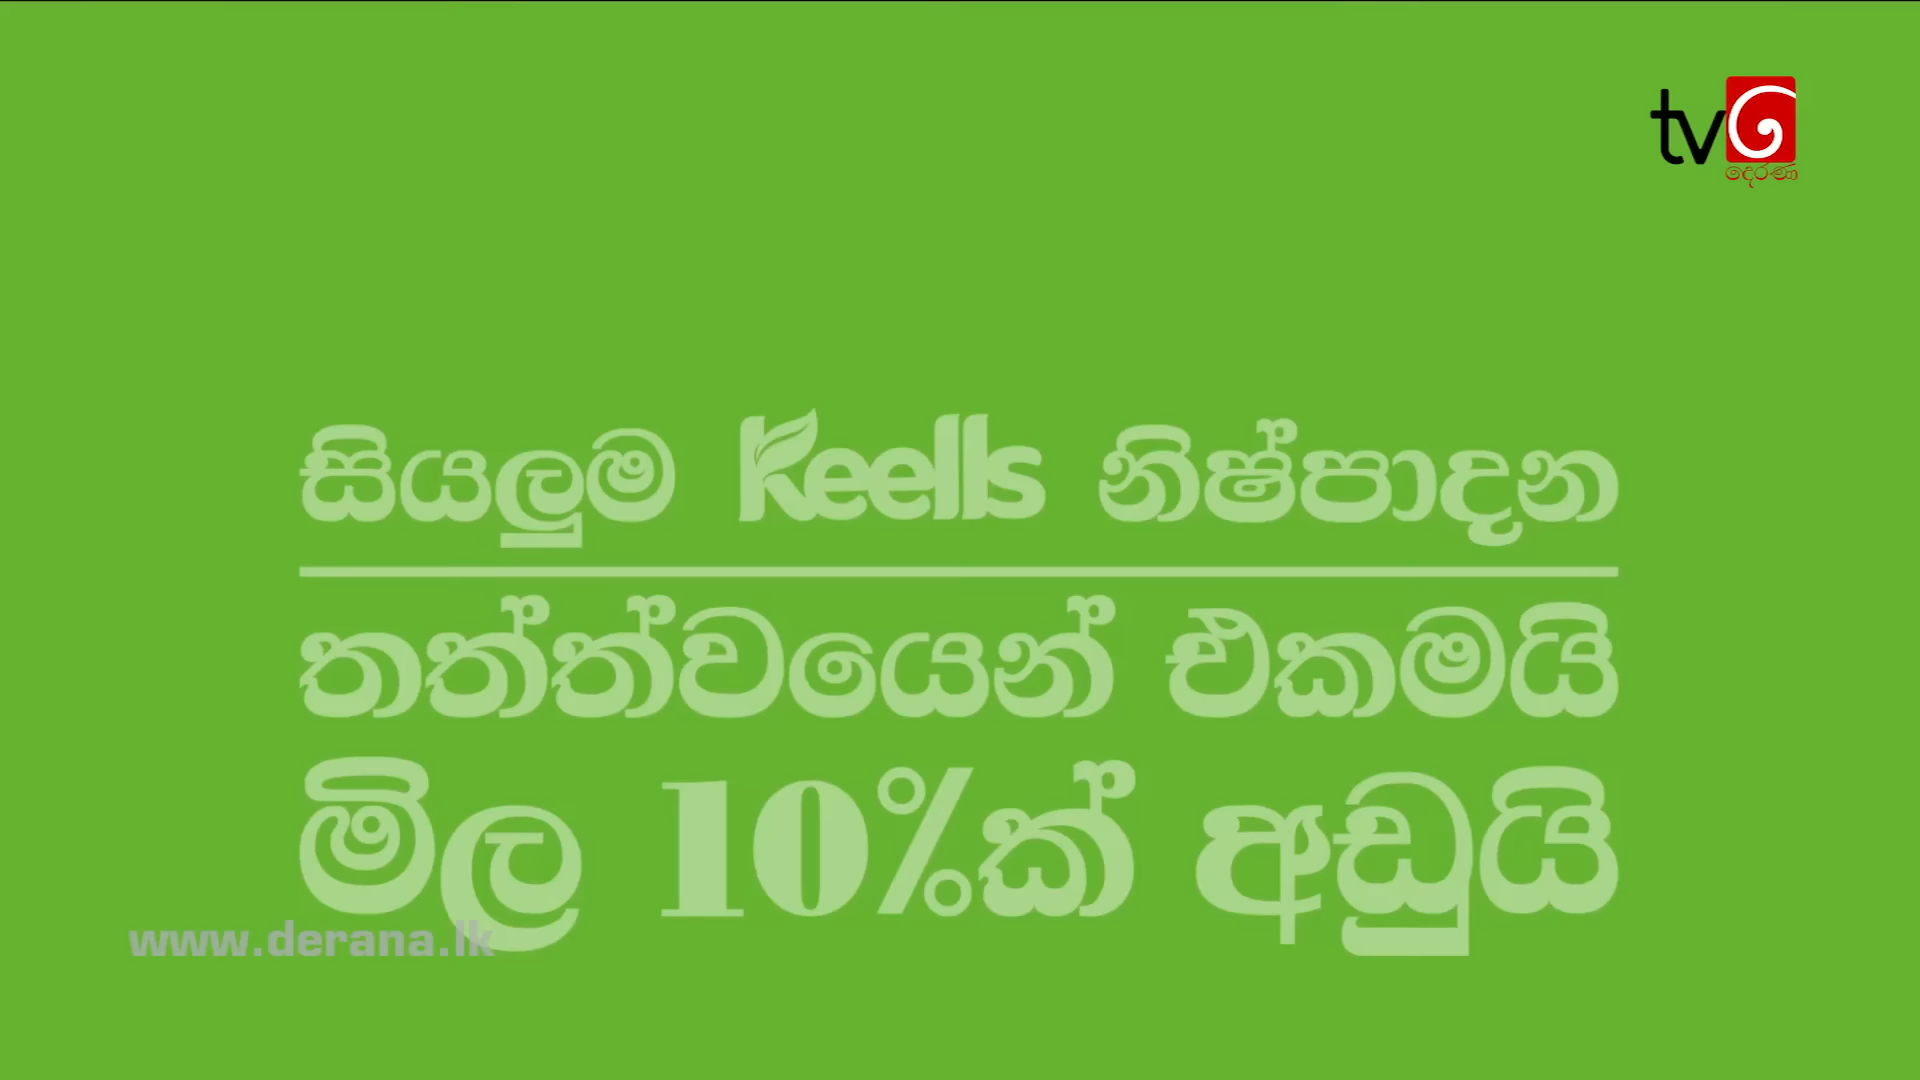 tv
දෙරණ
සියලුම Keells නිෂ්පාදන
තත්ත්වයෙන් එකමයි
මිල 10%ක් අඩුයි
www.derana.lk